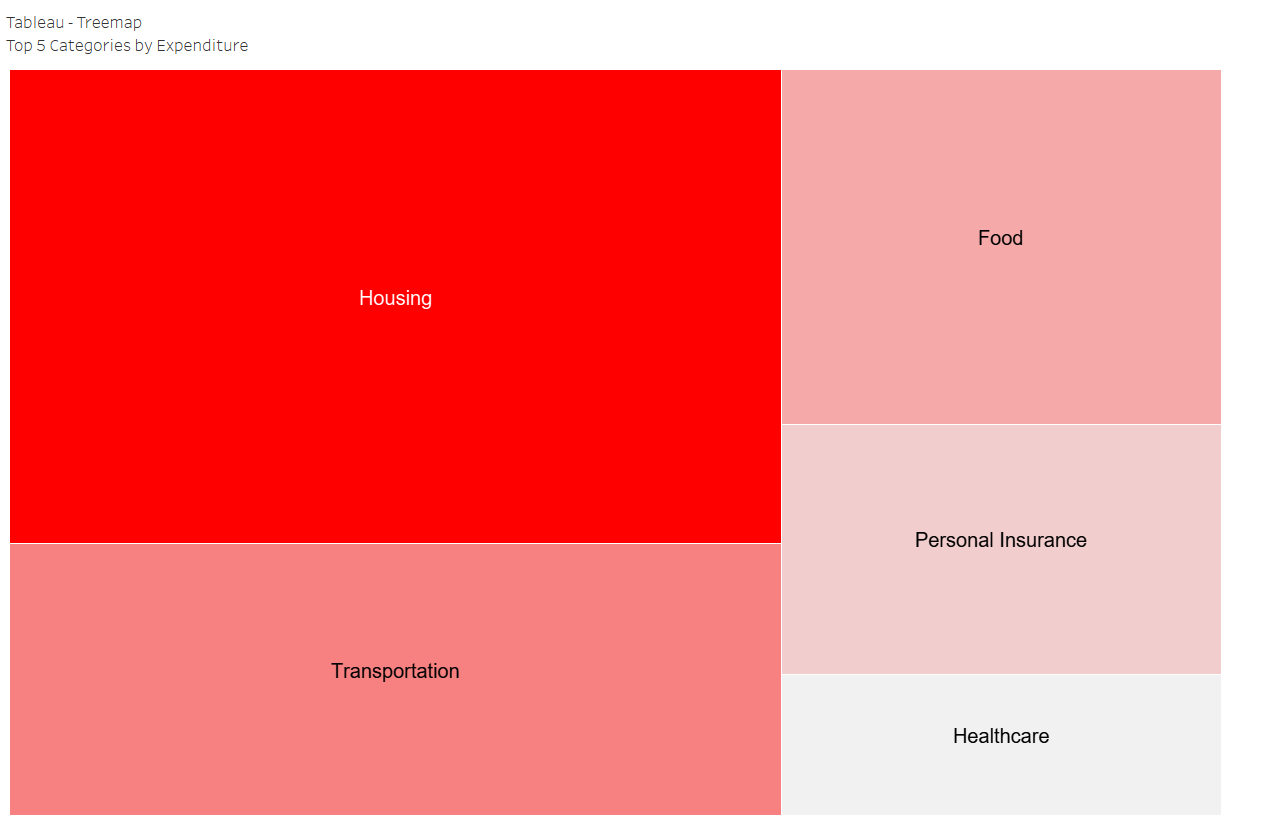 Tableau - Treemap
Top 5 Categories by Expenditure
Housing
Food
Transportation
Personal Insurance
Healthcare